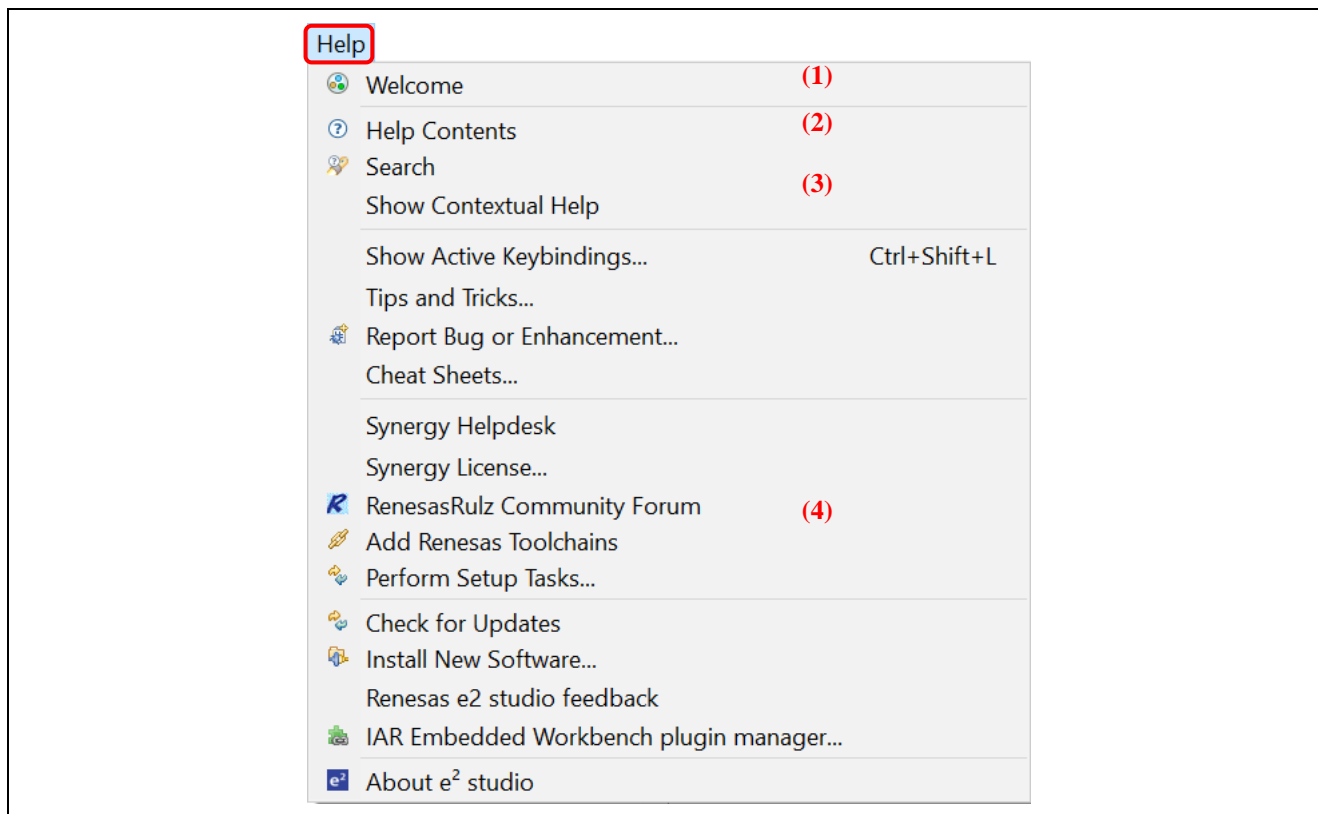 Help
Welcome (1)
Help Contents (2)
Search
(3)
Show Contextual Help
Show Active Keybindings... Ctrl+Shift+L
Tips and Tricks...
Report Bug or Enhancement...
Cheat Sheets...
Synergy Helpdesk
Synergy License...
R RenesasRulz Community Forum (4)
Add Renesas Toolchains
Perform Setup Tasks...
Check for Updates
Install New Software...
Renesas e2 studio feedback
IAR Embedded Workbench plugin manager...
e² About e² studio